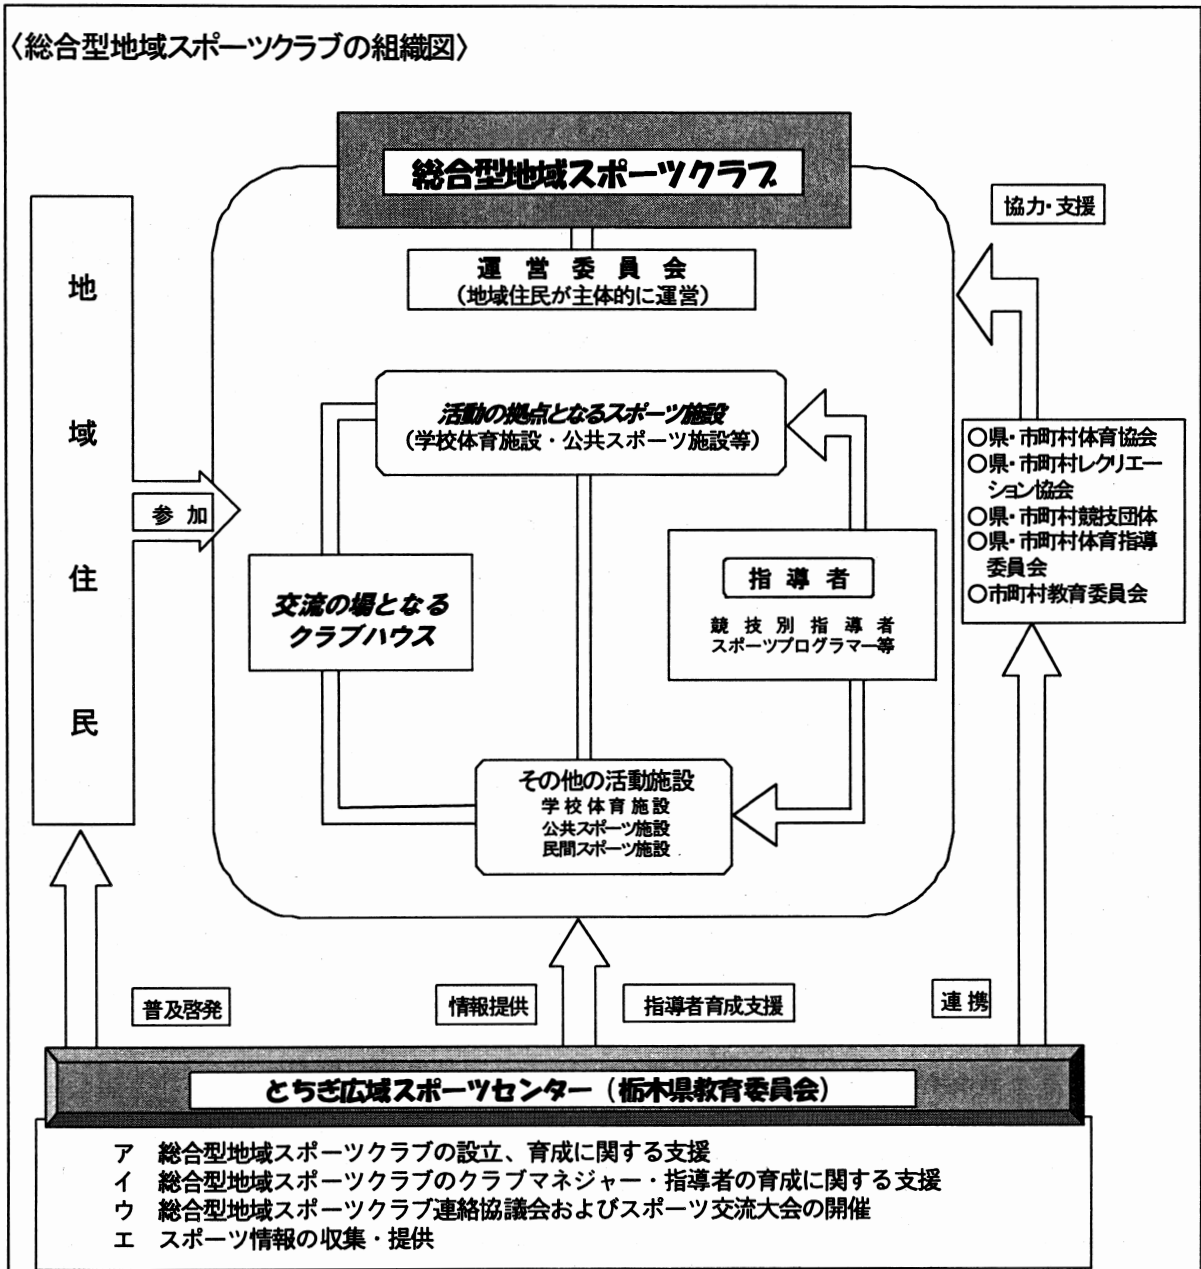 〈総合型地域スポーツクラブの組織図〉
総合型地域スポーツクラブ
運営委員会
(地域住民が主体的に運営)
協力・支援
地域住民
参加
活動の拠点となるスポーツ施設
(学校体育施設・公共スポーツ施設等)
交流の場となる
クラブハウス
指導者
競技別指導者
スポーツプログラマー等
○県・市町村体育協会
○県・市町村レクリエー
ション協会
○県・市町村競技団体
○県・市町村体育指導
委員会
○市町村教育委員会
その他の活動施設
学校体育施設
公共スポーツ施設
民間スポーツ施設
普及啓発
情報提供
指導者育成支援
連携
とちぎ広域スポーツセンター(栃木県教育委員会)
ア 総合型地域スポーツクラブの設立、育成に関する支援
イ 総合型地域スポーツクラブのクラブマネジャー・指導者の育成に関する支援
ウ 総合型地域スポーツクラブ連絡協議会およびスポーツ交流大会の開催
エ スポーツ情報の収集・提供